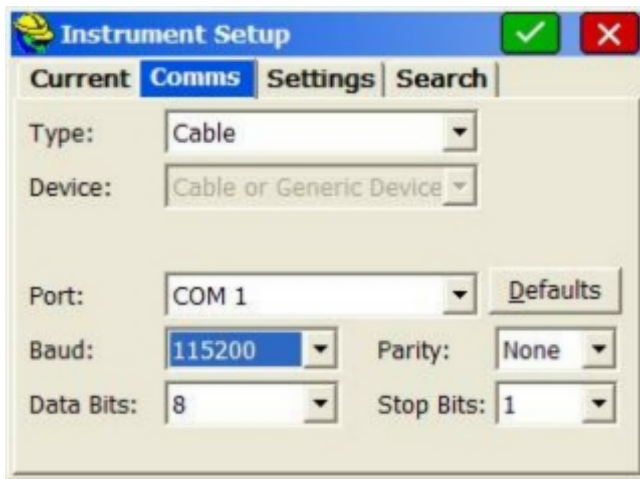 Instrument Setup
Current Comms Settings Search
Type: Cable
Device: Cable or Generic Device
Port: COM 1 Defaults
Baud: 115200 Parity: None
Data Bits: 8 Stop Bits: 1